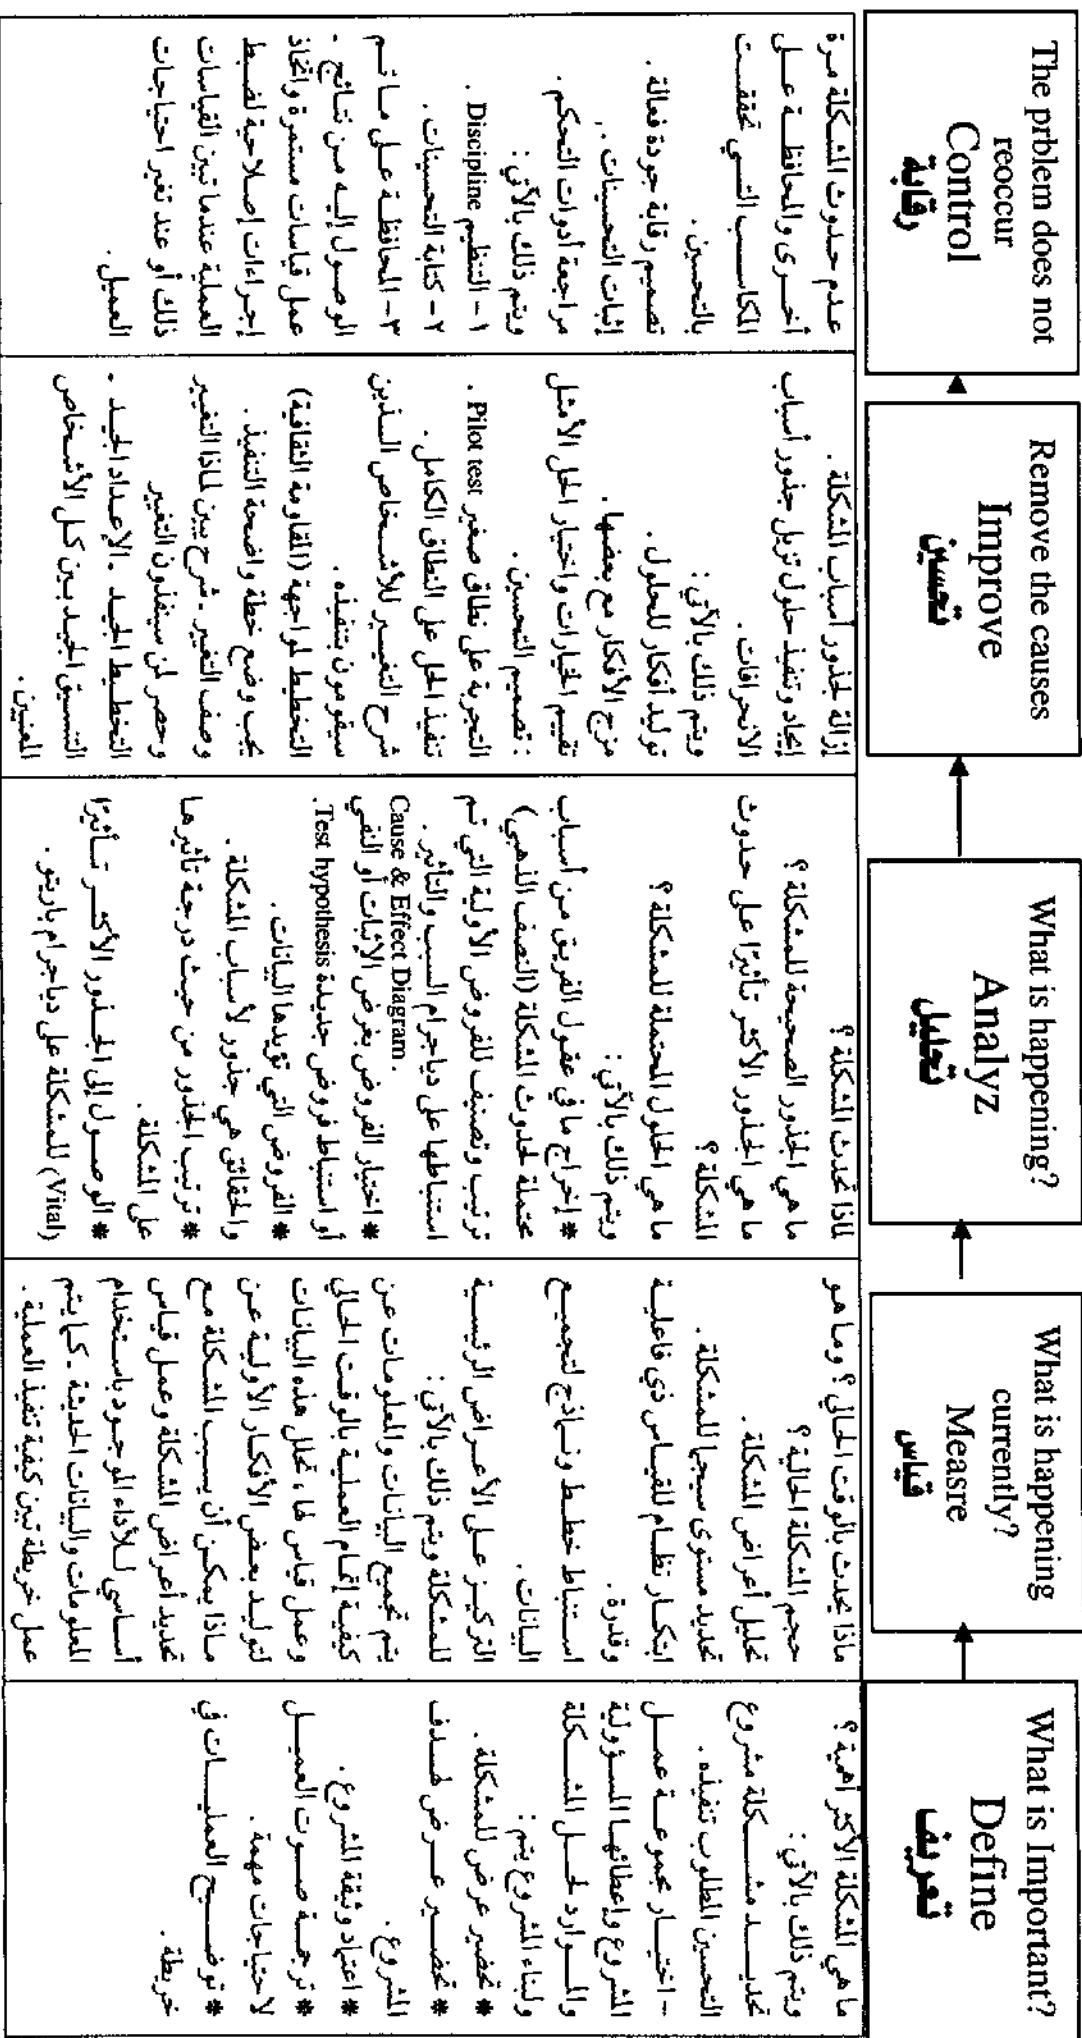 What is Important?
Define
تعريف
ما هي المشكلة الأكثر أهمية ؟
ويتم ذلك بالآتي :
تحديد مشكلة مشروع
التحسين المطلوب تنفيذه .
- اختيار مجموعة عمل
المشروع وإعطائها المسؤولية
والموارد لحل المشكلة
ولبناء المشروع يتم :
* تحضير عرض للمشكلة .
* تحضير عرض لهدف
المشروع .
* اعتماد وثيقة المشروع .
* ترجمة صوت العميل
لاحتياجات مهمة .
* توضيح العمليات في
خريطة .
What is happening
currently?
Measre
قياس
ماذا يحدث بالوقت الحالي ؟ وما هو
حجم المشكلة الحالية ؟
تحليل أعراض المشكلة .
تحديد مستوى سيجما للمشكلة .
ابتكار نظام للقياس ذي فاعلية
وقدرة .
استنباط خطط ونماذج لتجميع
البيانات .
التركيز على الأعراض الرئيسية
للمشكلة ويتم ذلك بالآتي :
يتم تجميع البيانات والمعلومات عن
كيفية إتمام العملية بالوقت الحالي
وعمل قياس لها ، تحلل هذه البيانات
لتوليد بعض الأفكار الأولية عن
ماذا يمكن أن يسبب المشكلة مع
تحديد أعراض المشكلة وعمل قياس
أساسي للأداء الموجود باستخدام
المعلومات والبيانات الحديثة . كما يتم
عمل خريطة تبين كيفية تنفيذ العملية .
What is happening?
Analyz
تحليل
لماذا تحدث المشكلة ؟
ما هي الجذور الصحيحة للمشكلة ؟
ما هي الجذور الأكثر تأثيرًا على حدوث
المشكلة ؟
ما هي الحلول المحتملة للمشكلة ؟
ويتم ذلك بالآتي :
* إخراج ما في عقول الفريق من أسباب
محتملة لحدوث المشكلة (القصف الذهني)
ترتيب وتصنيف للفروض الأولية التي تم
استنباطها على دياجرام السبب والتأثير .
Cause & Effect Diagram .
* اختبار الفروض بغرض الإثبات أو النفي
أو استنباط فروض جديدة Test hypothesis .
* الفروض التي تؤيدها البيانات
والحقائق هي جذور لأسباب المشكلة .
* ترتيب الجذور من حيث درجة تأثيرها
على المشكلة .
* الوصول إلى الجذور الأكثر تأثيرًا
(Vital) للمشكلة على دياجرام باريتو .
Remove the causes
Improve
تحسين
إزالة لجذور أسباب المشكلة .
إيجاد وتنفيذ حلول تزيل جذور أسباب
الانحرافات .
ويتم ذلك بالآتي :
توليد أفكار للحلول .
مزج الأفكار مع بعضها .
تقييم الخيارات واختيار الحل الأمثل
: تصميم التحسين .
التجربة على نطاق صغير Pilot test .
تنفيذ الحل على النطاق الكامل .
شرح التغيير للأشخاص الذين
سيقومون بتنفيذه .
التخطيط لمواجهة (المقاومة الثقافية)
يجب وضع خطة واضحة التنفيذ .
وصف التغيير . شرح يبين لماذا التغيير
وحصر لمن سينفذون التغيير
التخطيط الجيد . الإعداد الجيد .
التنسيق الجيد بين كل الأشخاص
المعنيين .
The prblem does not
reoccur
Control
رقابة
عدم حدوث المشكلة مرة
أخرى والمحافظة على
المكاسب التي تحققت
بالتحسين .
تصميم رقابة جودة فعالة .
إثبات التحسينات .
مراجعة أدوات التحكم .
ويتم ذلك بالآتي :
١- التنظيم Discipline .
٢- كتابة التحسينات .
٣- المحافظة على ما تم
الوصول إليه من نتائج .
عمل قياسات مستمرة واتخاذ
إجراءات إصلاحية لضبط
العملية عندما تبين القياسات
ذلك أو عند تغير احتياجات
العميل .